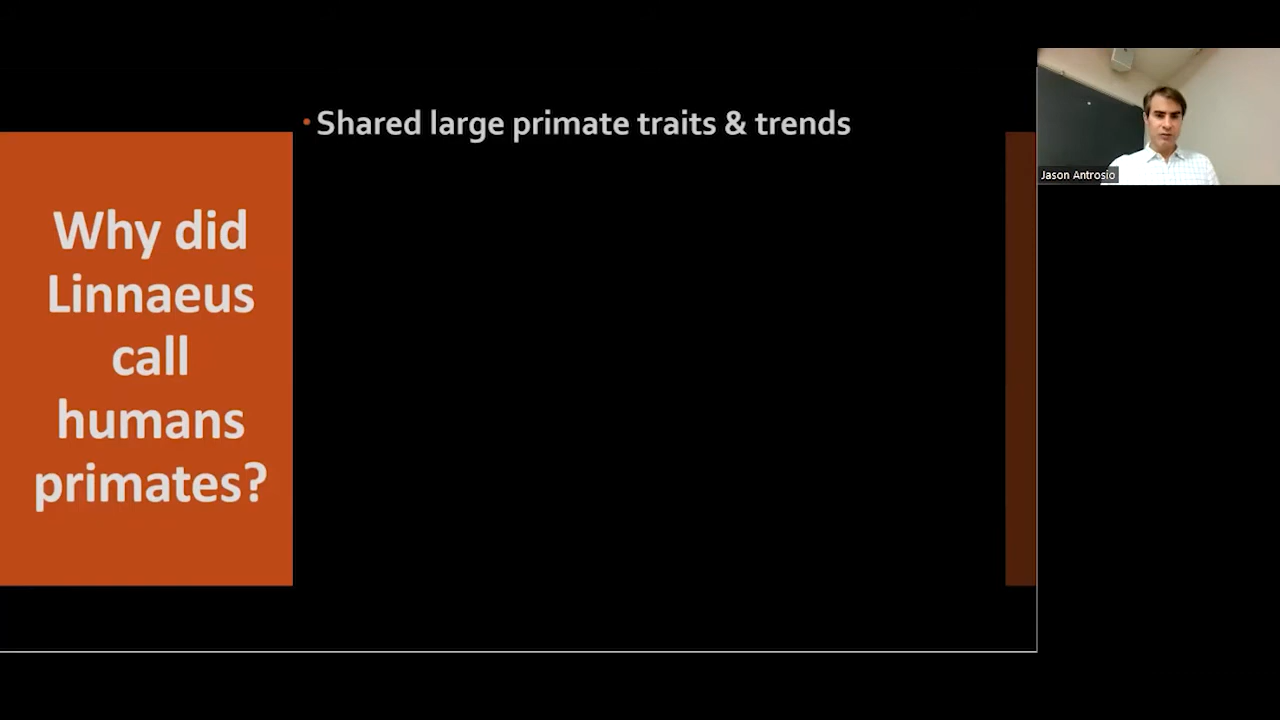 • Shared large primate traits & trends
Why did
Linnaeus
call
humans
primates?
Jason Antrosio